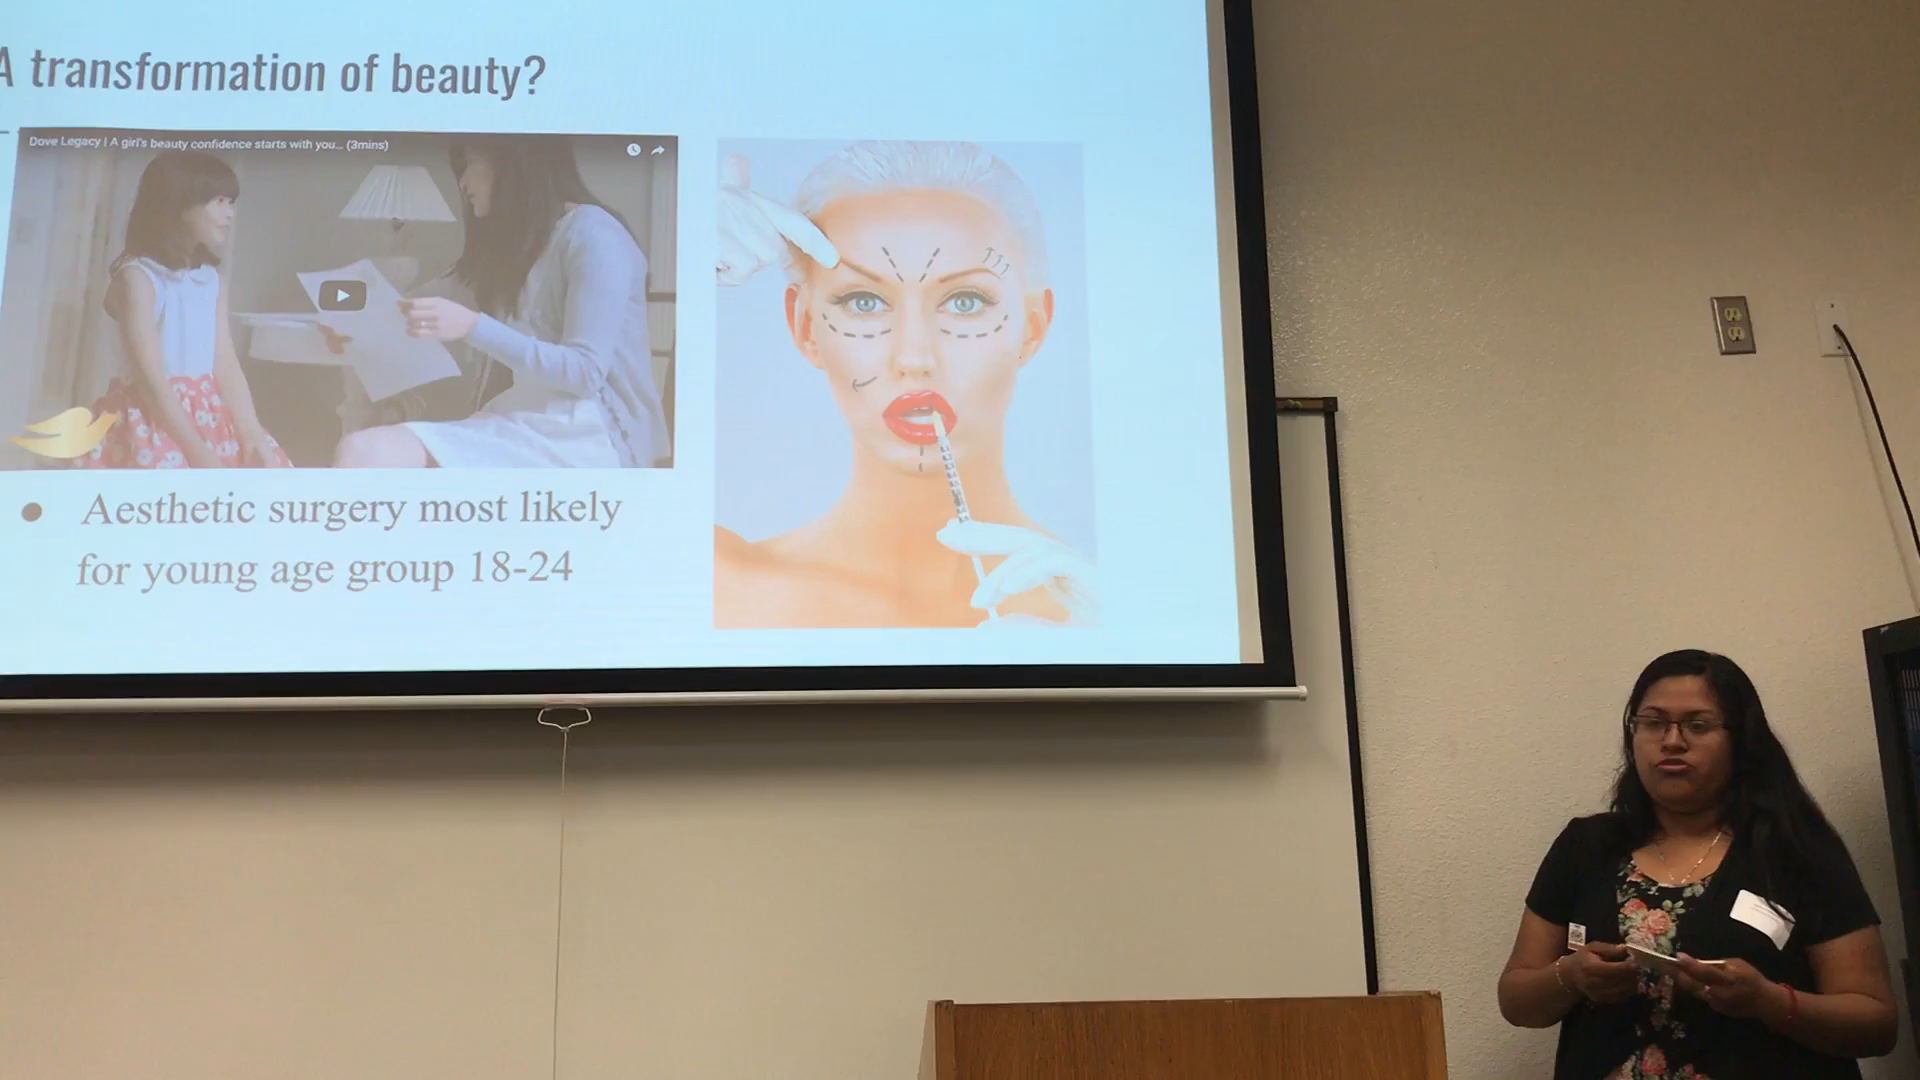 A transformation of beauty?
Dove Legacy | A girl's beauty confidence starts with you... (3mins)
● Aesthetic surgery most likely
for young age group 18-24